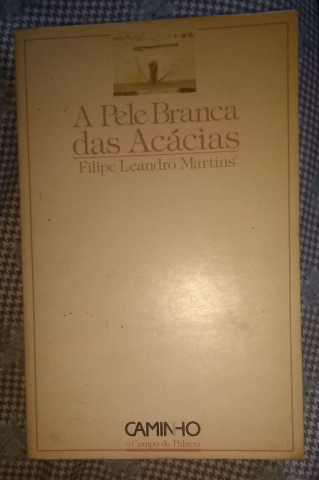 A Pele Branca
das Acácias
Filipe Leandro Martins
CAMINHO
o Campo da Palavra